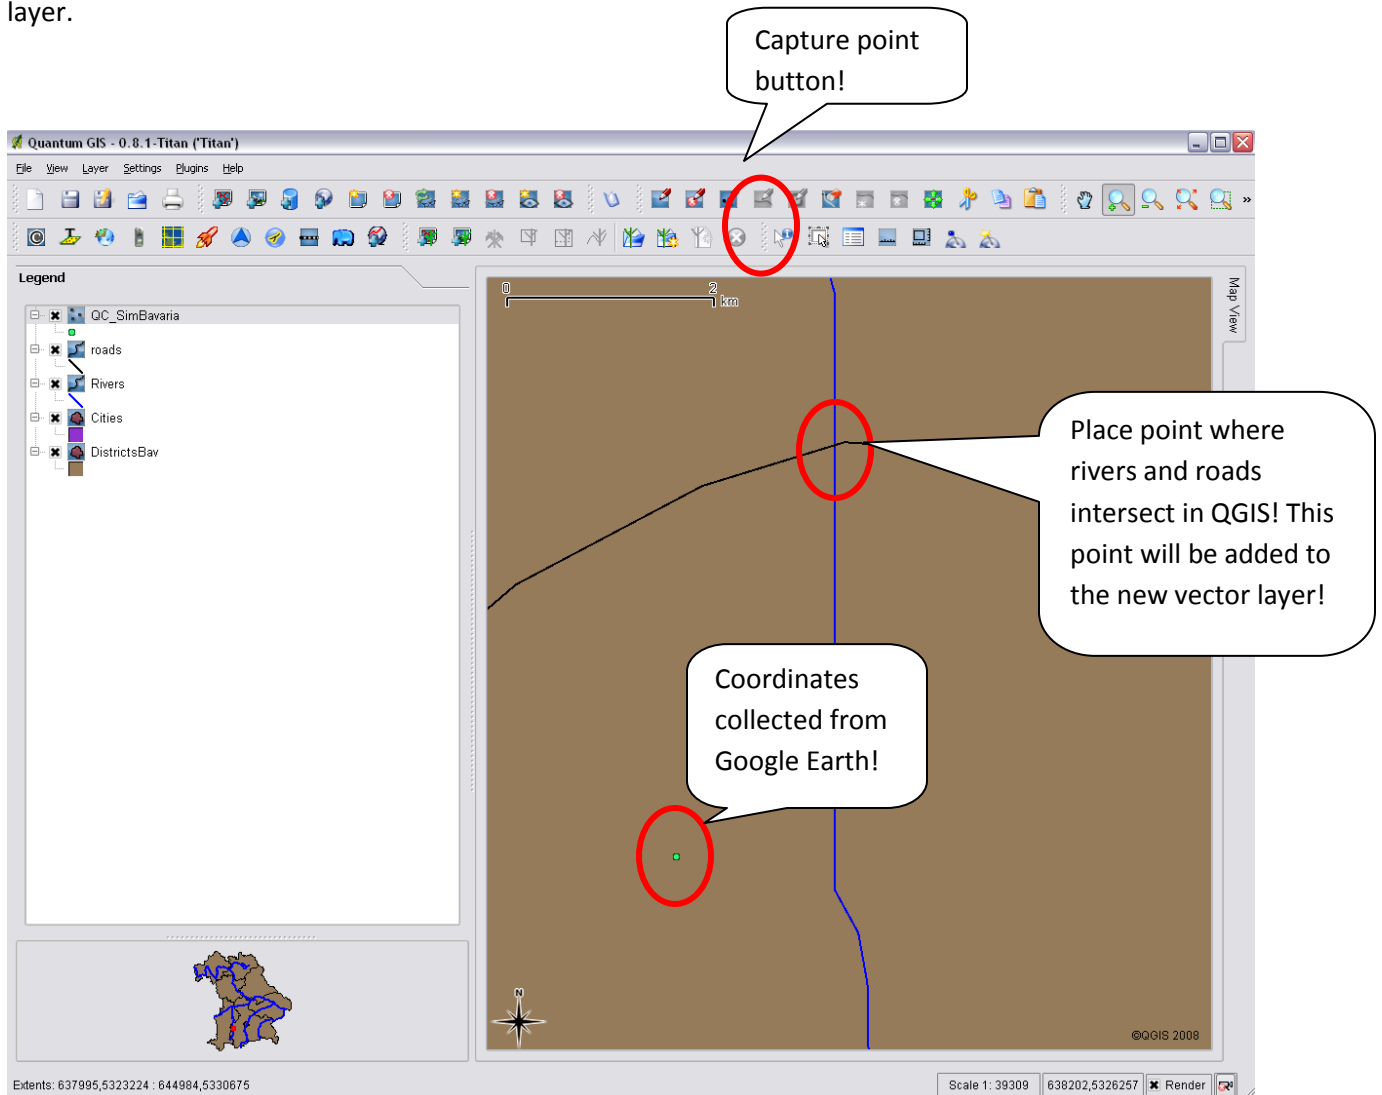 layer.
Capture point
button!
Quantum GIS - 0.8.1-Titan ('Titan')
File View Layer Settings Plugins Help
»
Legend
QC_SimBavaria
roads
Rivers
Cities
DistrictsBav
0 2
km
Map View
Place point where
rivers and roads
intersect in QGIS! This
point will be added to
the new vector layer!
Coordinates
collected from
Google Earth!
N
©QGIS 2008
Extents: 637995,5323224 : 644984,5330675
Scale 1: 39309
638202,5326257
Render